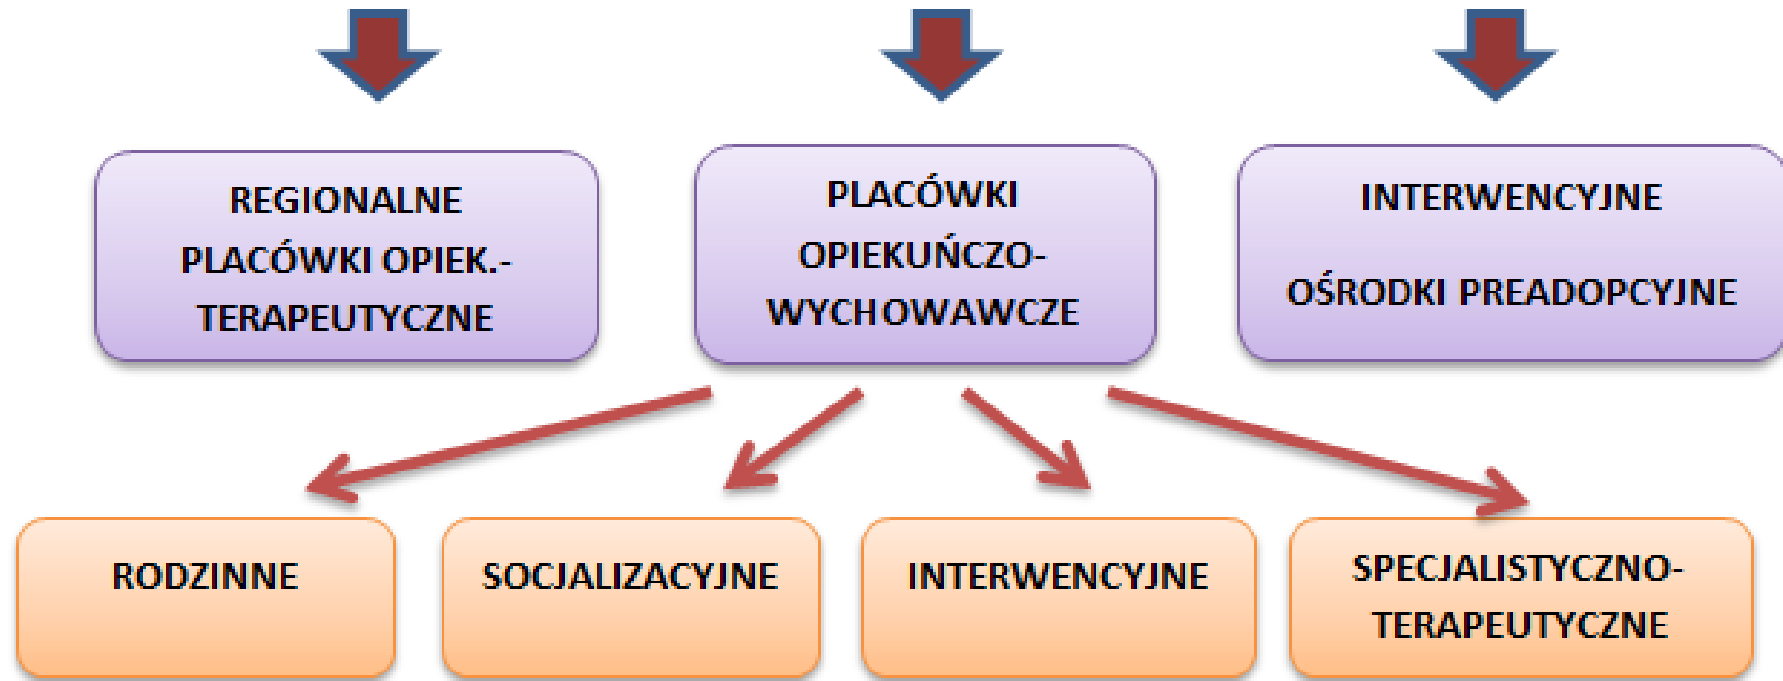 REGIONALNE
PLACÓWKI OPIEK.-
TERAPEUTYCZNE
PLACÓWKI
OPIEKUŃCZO-
WYCHOWAWCZE
INTERWENCYJNE
OŚRODKI PREADOPCYJNE
RODZINNE
SOCJALIZACYJNE
INTERWENCYJNE
SPECJALISTYCZNO-
TERAPEUTYCZNE